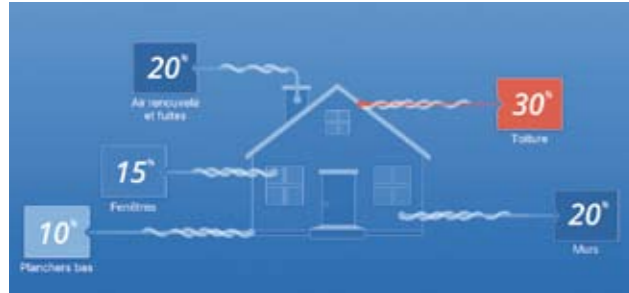 20%
Air renouvelé
et fuites
30%
Toiture
15%
Fenêtres
20%
Murs
10%
Planchers bas